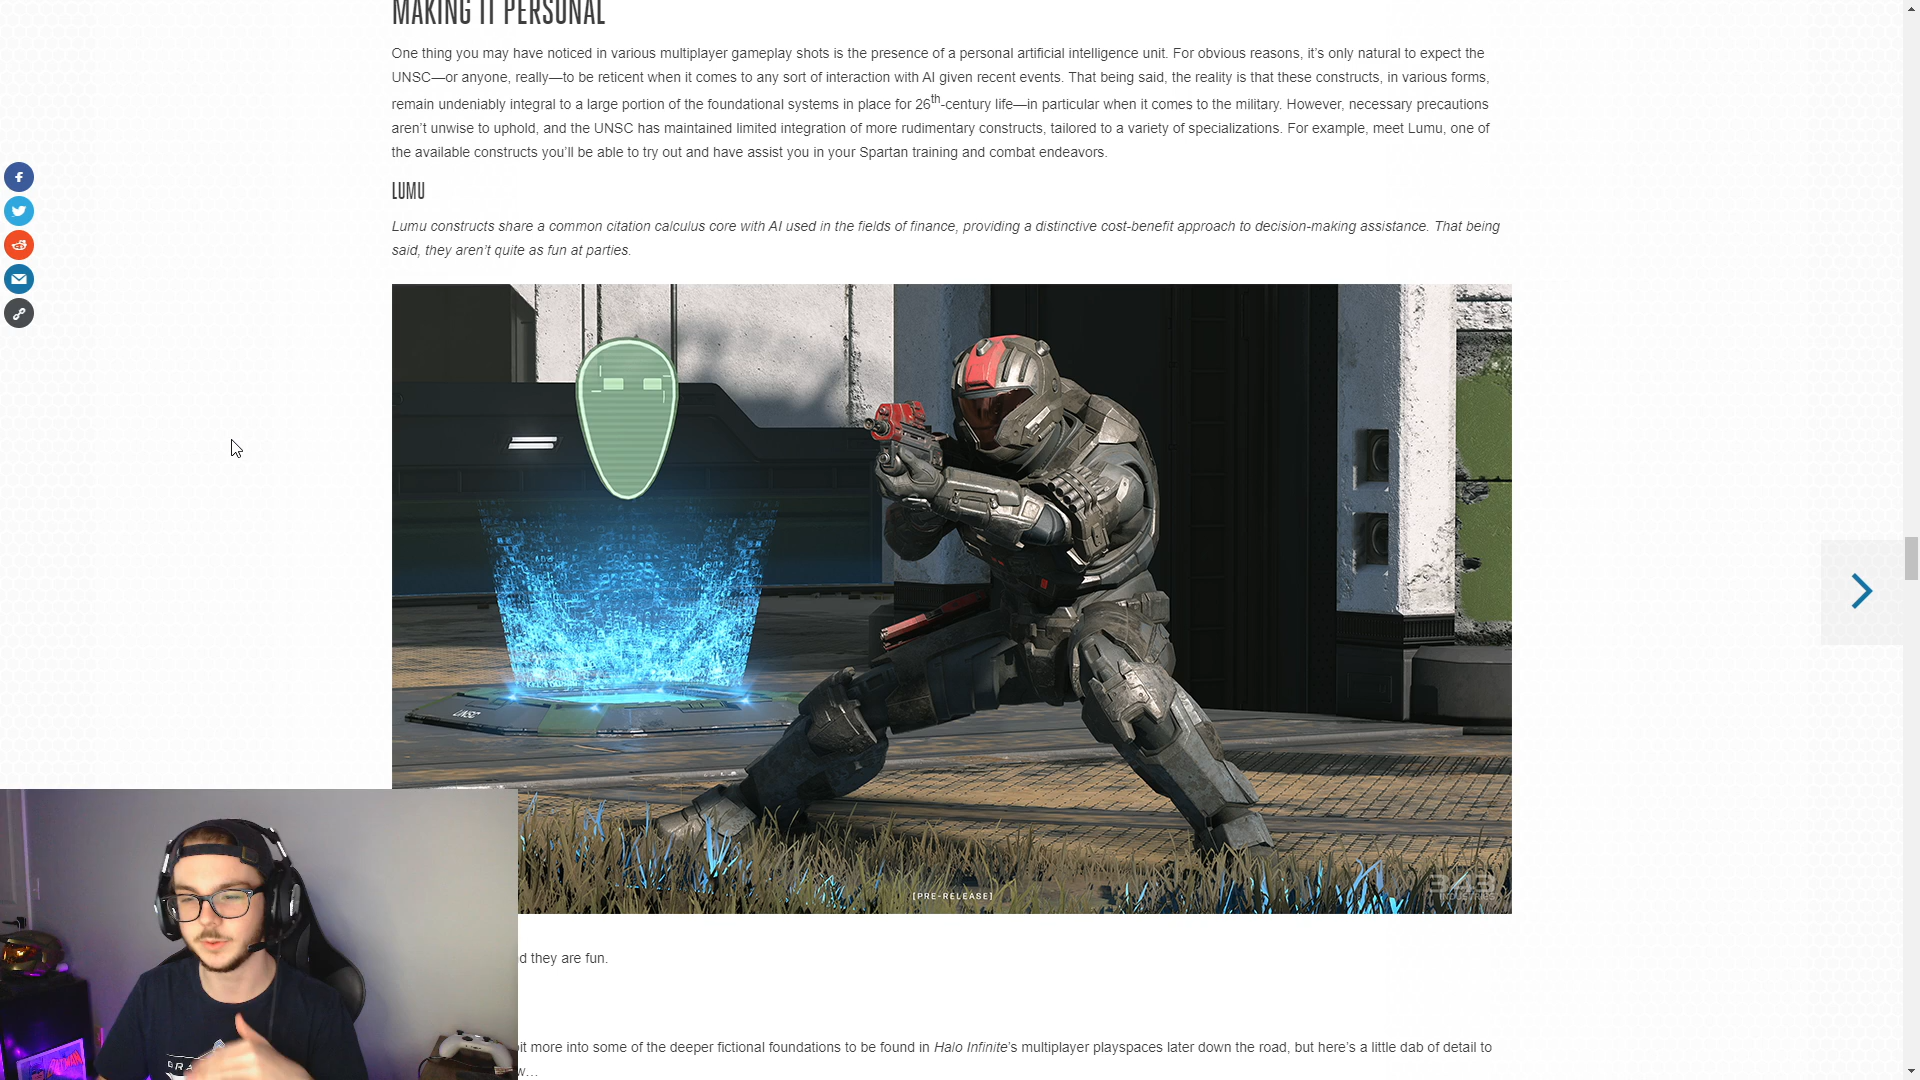 MAKING IT PERSONAL
One thing you may have noticed in various multiplayer gameplay shots is the presence of a personal artificial intelligence unit. For obvious reasons, it's only natural to expect the
UNSC—or anyone, really—to be reticent when it comes to any sort of interaction with AI given recent events. That being said, the reality is that these constructs, in various forms,
remain undeniably integral to a large portion of the foundational systems in place for 26th-century life—in particular when it comes to the military. However, necessary precautions
aren't unwise to uphold, and the UNSC has maintained limited integration of more rudimentary constructs, tailored to a variety of specializations. For example, meet Lumu, one of
the available constructs you'll be able to try out and have assist you in your Spartan training and combat endeavors.
LUMU
Lumu constructs share a common citation calculus core with AI used in the fields of finance, providing a distinctive cost-benefit approach to decision-making assistance. That being
said, they aren't quite as fun at parties.
UNSC
[PRE-RELEASE]
343
INDUSTRIES
they are fun.
more into some of the deeper fictional foundations to be found in Halo Infinite's multiplayer playspaces later down the road, but here's a little dab of detail to